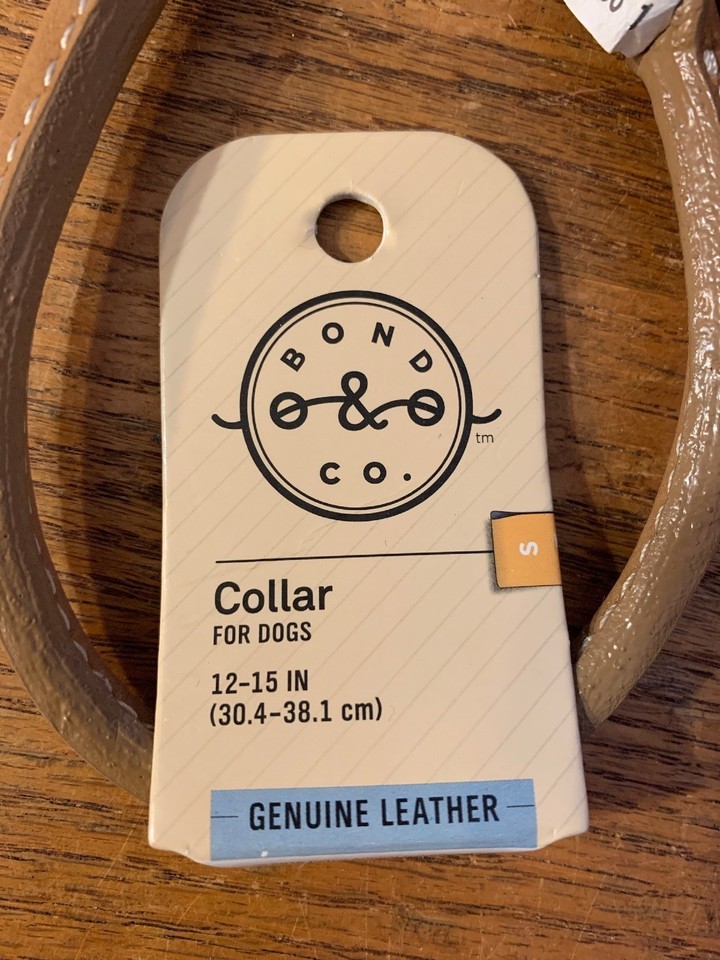 BOND
&
CO.
tm
S
Collar
FOR DOGS
12-15 IN
(30.4-38.1 cm)
GENUINE LEATHER